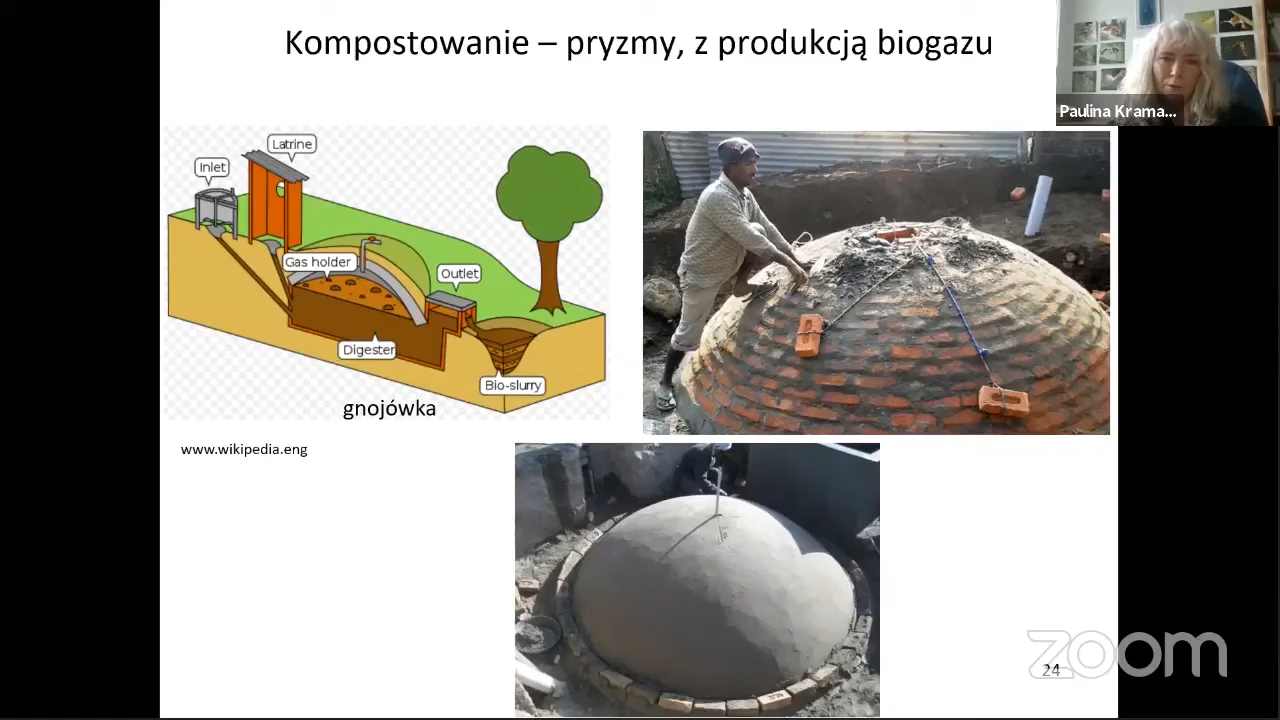 Kompostowanie – pryzmy, z produkcją biogazu
Paulina Krama...
Latrine
Inlet
Gas holder
Outlet
Digester
Bio-slurry
gnojówka
www.wikipedia.eng
24
zoom